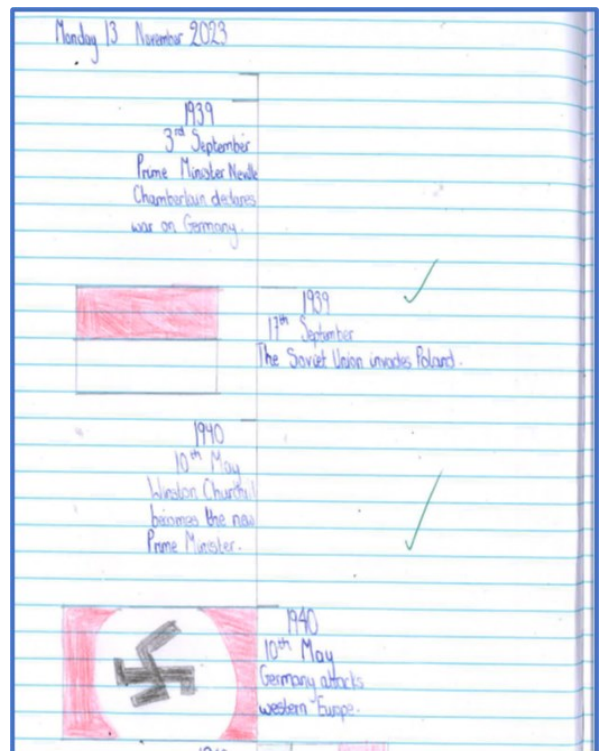 Monday 13 November 2023
1939
3rd September
Prime Minister Neville
Chamberlain declares
war on Germany.
1939
17th September
The Soviet Union invades Poland.
1940
10th May
Winston Churchill
becomes the new
Prime Minister.
1940
10th May
Germany attacks
western Europe.